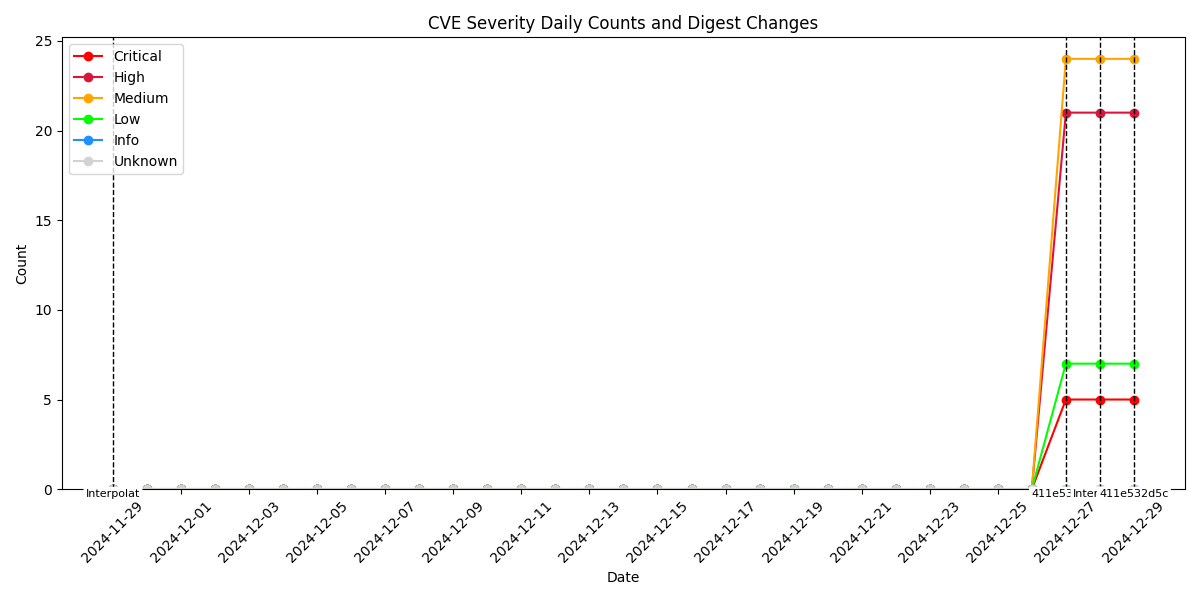 CVE Severity Daily Counts and Digest Changes
25
20
15
10
5
0
Count
Critical
High
Medium
Low
Info
Unknown
Interpolat
411e53
Inter
411e532d5c
2024-11-29
2024-12-01
2024-12-03
2024-12-05
2024-12-07
2024-12-09
2024-12-11
2024-12-13
2024-12-15
2024-12-17
2024-12-19
2024-12-21
2024-12-23
2024-12-25
2024-12-27
2024-12-29
Date